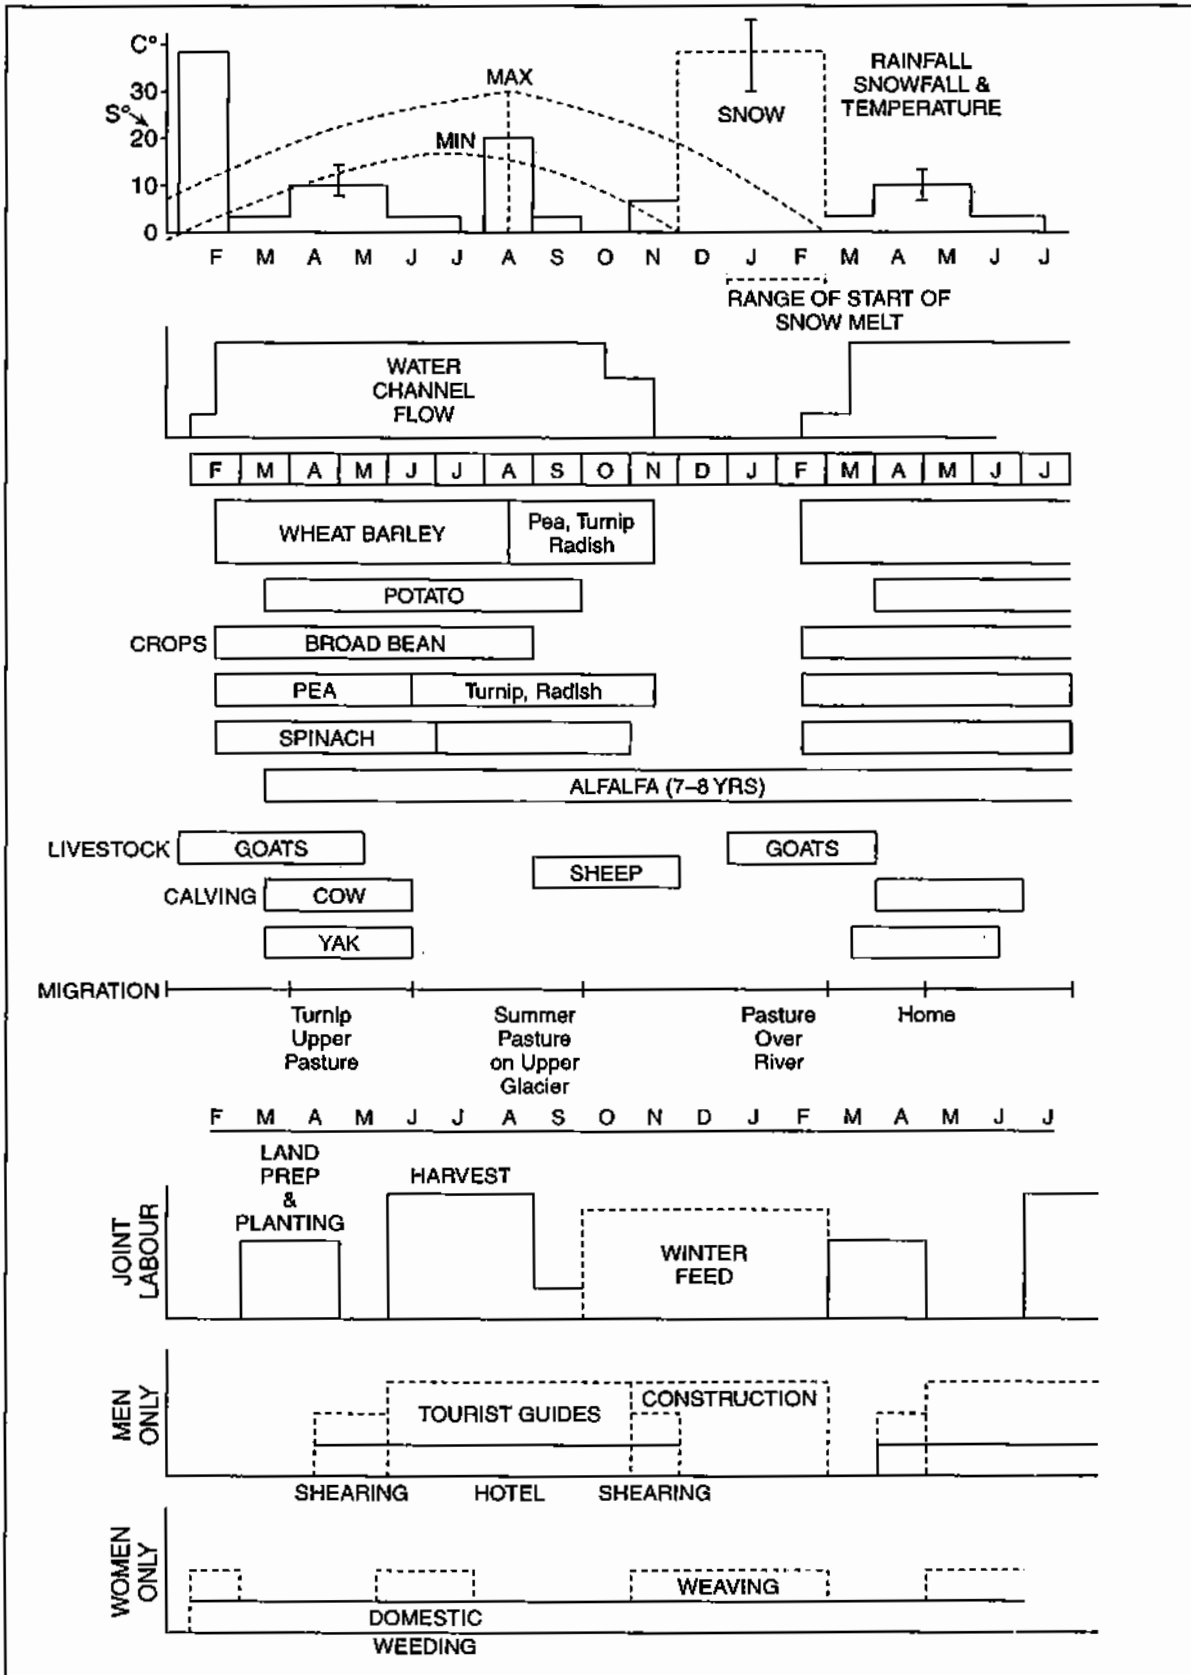 C°
30
S°
20
10
0
MAX
MIN
SNOW
RAINFALL
SNOWFALL &
TEMPERATURE
F M A M J J A S O N D J F M A M J J
RANGE OF START OF
SNOW MELT
WATER
CHANNEL
FLOW
F M A M J J A S O N D J F M A M J J
WHEAT BARLEY
Pea, Turnip
Radish
POTATO
CROPS
BROAD BEAN
PEA
Turnip, Radish
SPINACH
ALFALFA (7–8 YRS)
LIVESTOCK
GOATS
GOATS
SHEEP
CALVING
COW
YAK
MIGRATION
Turnip
Upper
Pasture
Summer
Pasture
on Upper
Glacier
Pasture
Over
River
Home
F M A M J J A S O N D J F M A M J J
JOINT
LABOUR
LAND
PREP
&
PLANTING
HARVEST
WINTER
FEED
MEN
ONLY
TOURIST GUIDES
CONSTRUCTION
SHEARING
HOTEL
SHEARING
WOMEN
ONLY
WEAVING
DOMESTIC
WEEDING